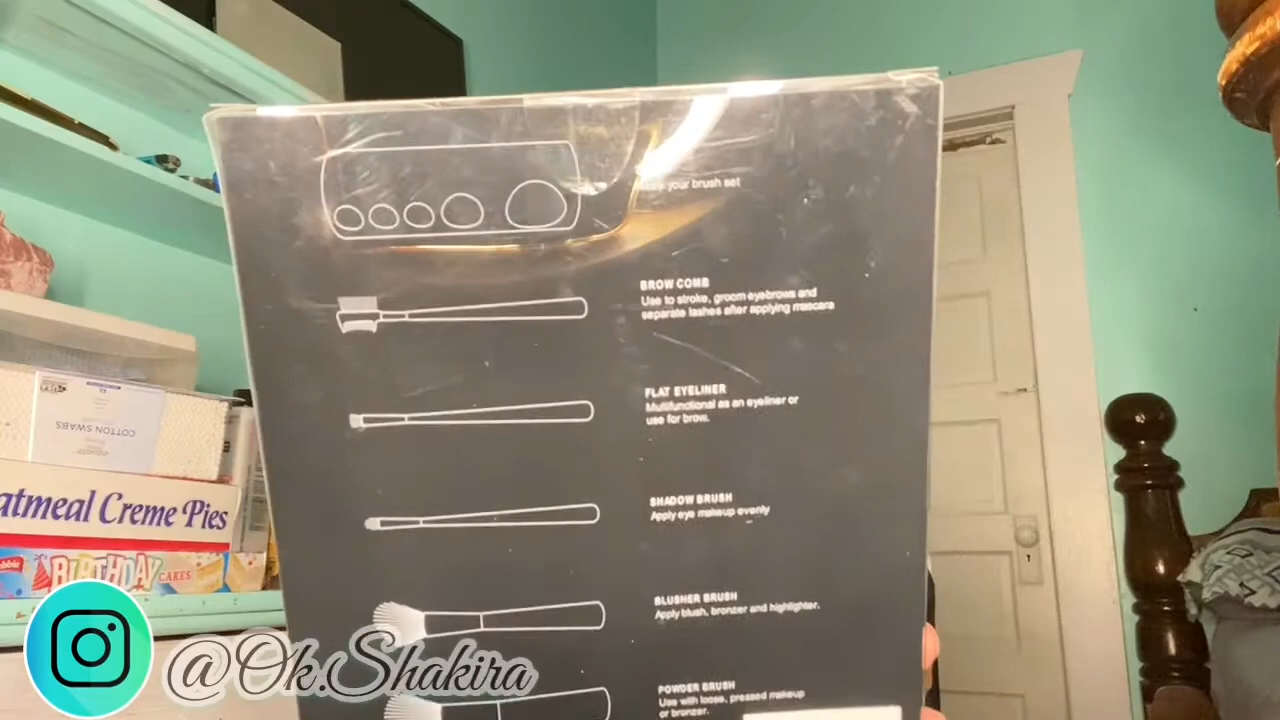 your brush set
BROW COMB
Use to stroke, groom eyebrows and
separate lashes after applying mascara
FLAT EYELINER
Multifunctional as an eyeliner or
use for brow.
SHADOW BRUSH
Apply eye makeup evenly
BLUSHER BRUSH
Apply blush, bronzer and highlighter.
POWDER BRUSH
Use with loose, pressed makeup
or bronzer.
COTTON SWABS
equate
atmeal Creme Pies
BIRTHDAY CAKES
@Ok.Shakira